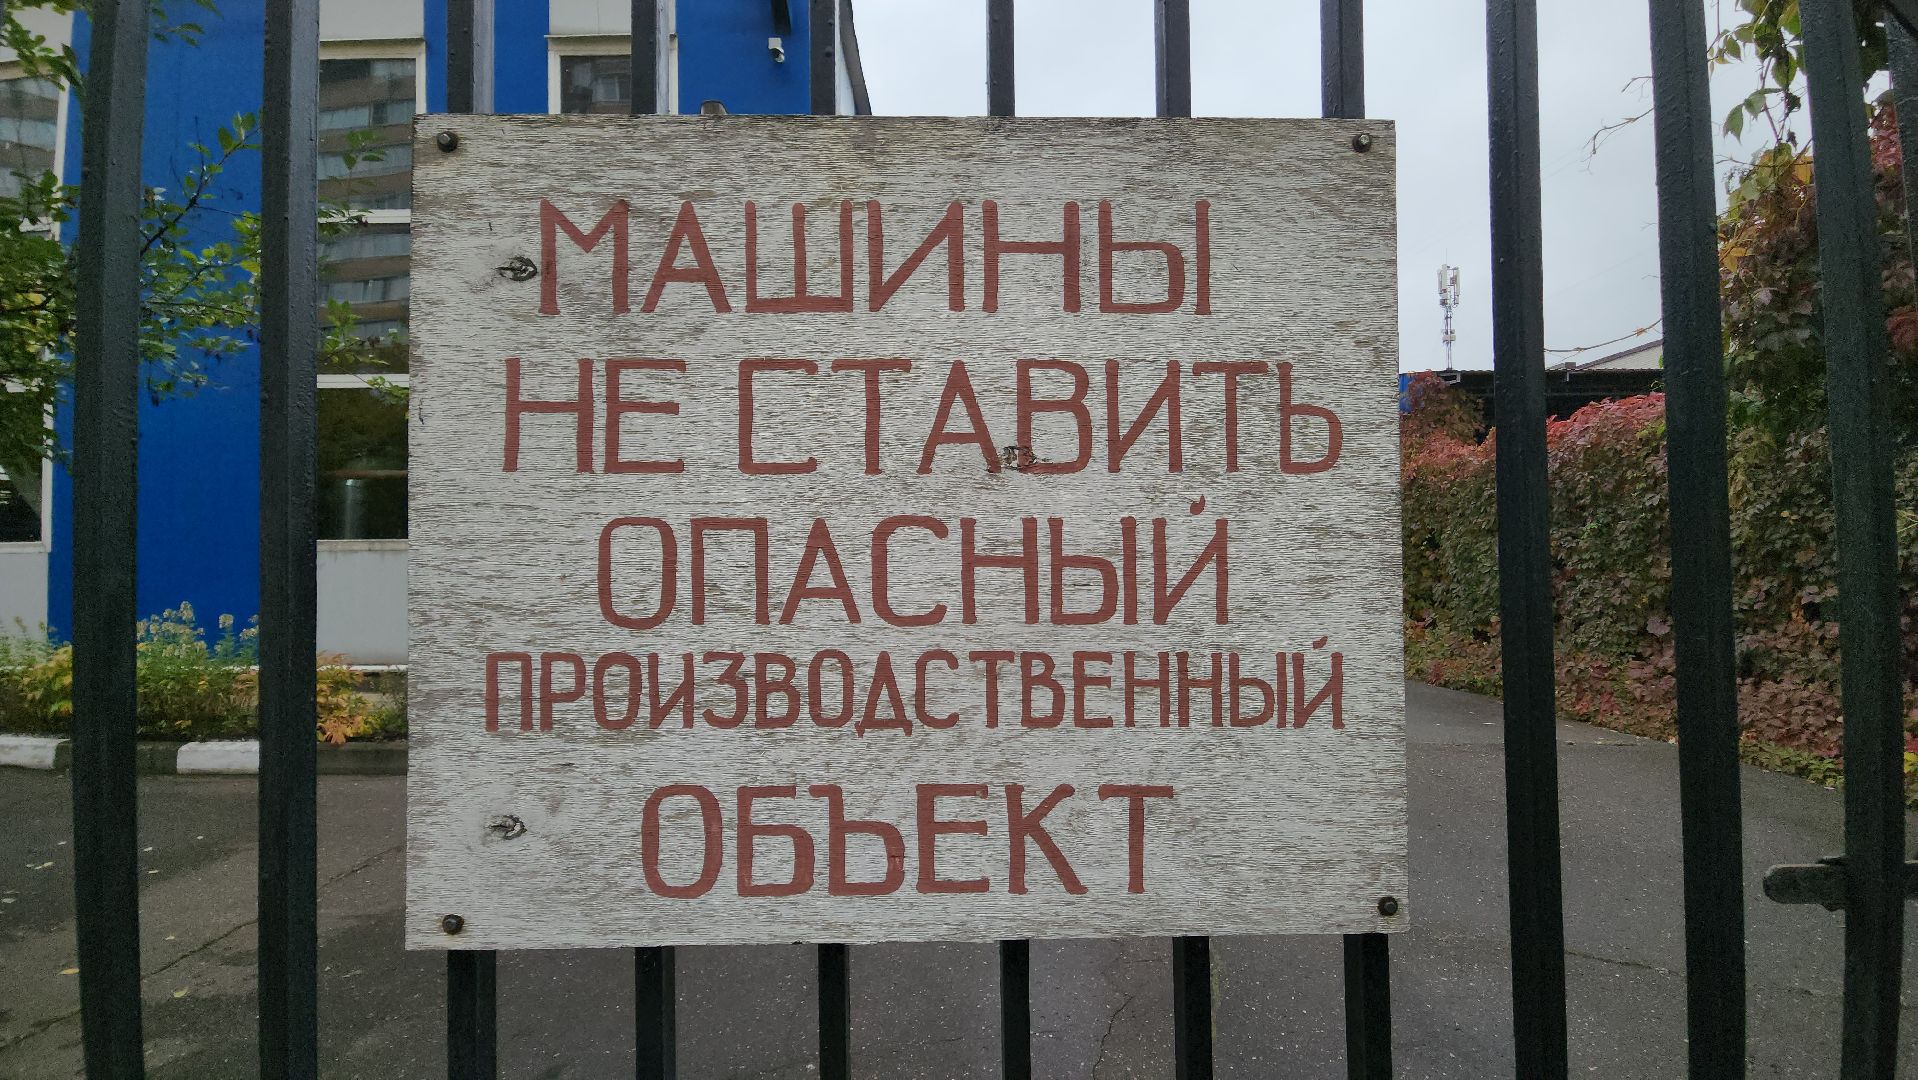 МАШИНЫ
НЕ СТАВИТЬ
ОПАСНЫЙ
ПРОИЗВОДСТВЕННЫЙ
ОБЪЕКТ